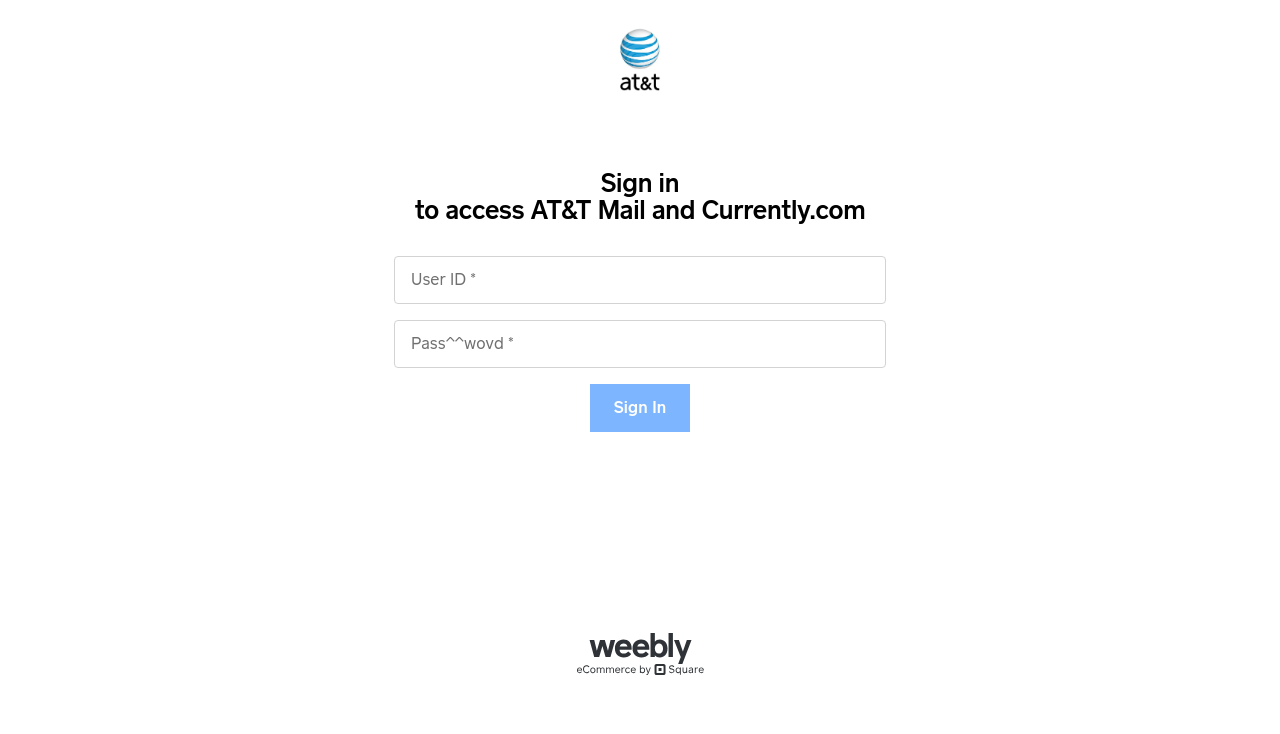 at&t
Sign in
to access AT&T Mail and Currently.com
User ID *
Pass^^wovd *
Sign In
weebly
eCommerce by Square